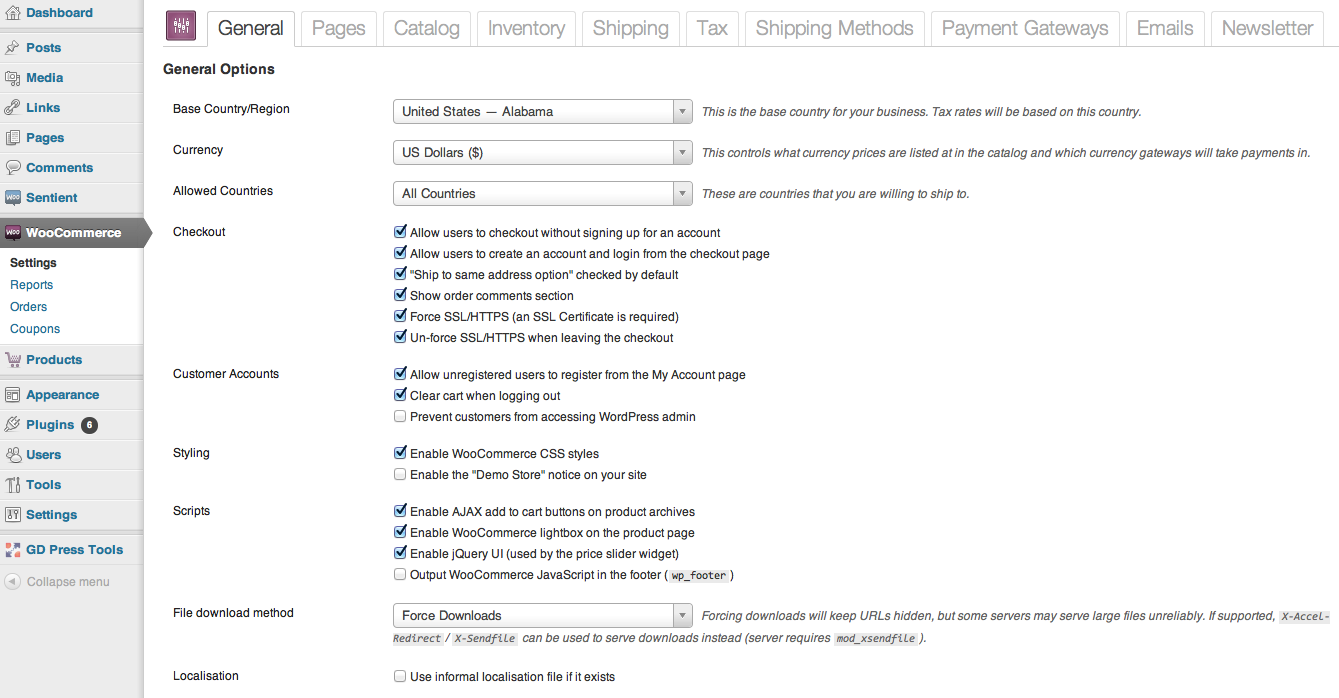 Dashboard
Posts
Media
Links
Pages
Comments
WOO Sentient
WOO WooCommerce
Settings
Reports
Orders
Coupons
Products
Appearance
Plugins 6
Users
Tools
Settings
GD Press Tools
Collapse menu
General Pages Catalog Inventory Shipping Tax Shipping Methods Payment Gateways Emails Newsletter
General Options
Base Country/Region United States — Alabama This is the base country for your business. Tax rates will be based on this country.
Currency US Dollars ($) This controls what currency prices are listed at in the catalog and which currency gateways will take payments in.
Allowed Countries All Countries These are countries that you are willing to ship to.
Checkout Allow users to checkout without signing up for an account
Allow users to create an account and login from the checkout page
"Ship to same address option" checked by default
Show order comments section
Force SSL/HTTPS (an SSL Certificate is required)
Un-force SSL/HTTPS when leaving the checkout
Customer Accounts Allow unregistered users to register from the My Account page
Clear cart when logging out
Prevent customers from accessing WordPress admin
Styling Enable WooCommerce CSS styles
Enable the "Demo Store" notice on your site
Scripts Enable AJAX add to cart buttons on product archives
Enable WooCommerce lightbox on the product page
Enable jQuery UI (used by the price slider widget)
Output WooCommerce JavaScript in the footer ( wp_footer )
File download method Force Downloads Forcing downloads will keep URLs hidden, but some servers may serve large files unreliably. If supported, X-Accel-
Redirect / X-Sendfile can be used to serve downloads instead (server requires mod_xsendfile ).
Localisation Use informal localisation file if it exists